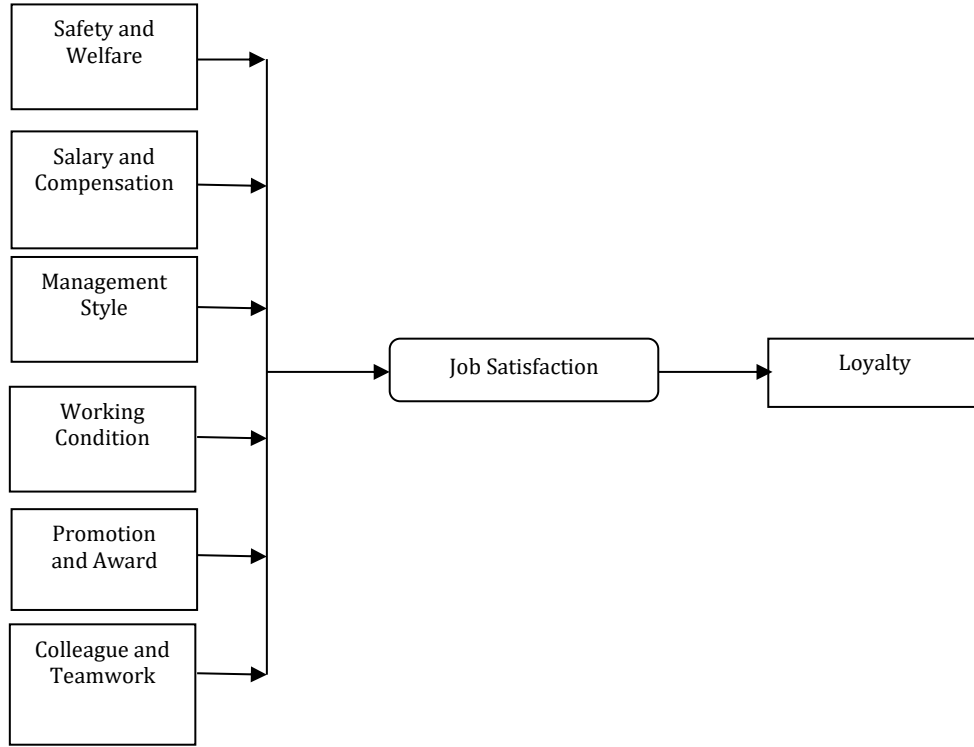 Safety and
Welfare
Salary and
Compensation
Management
Style
Working
Condition
Promotion
and Award
Colleague and
Teamwork
Job Satisfaction
Loyalty